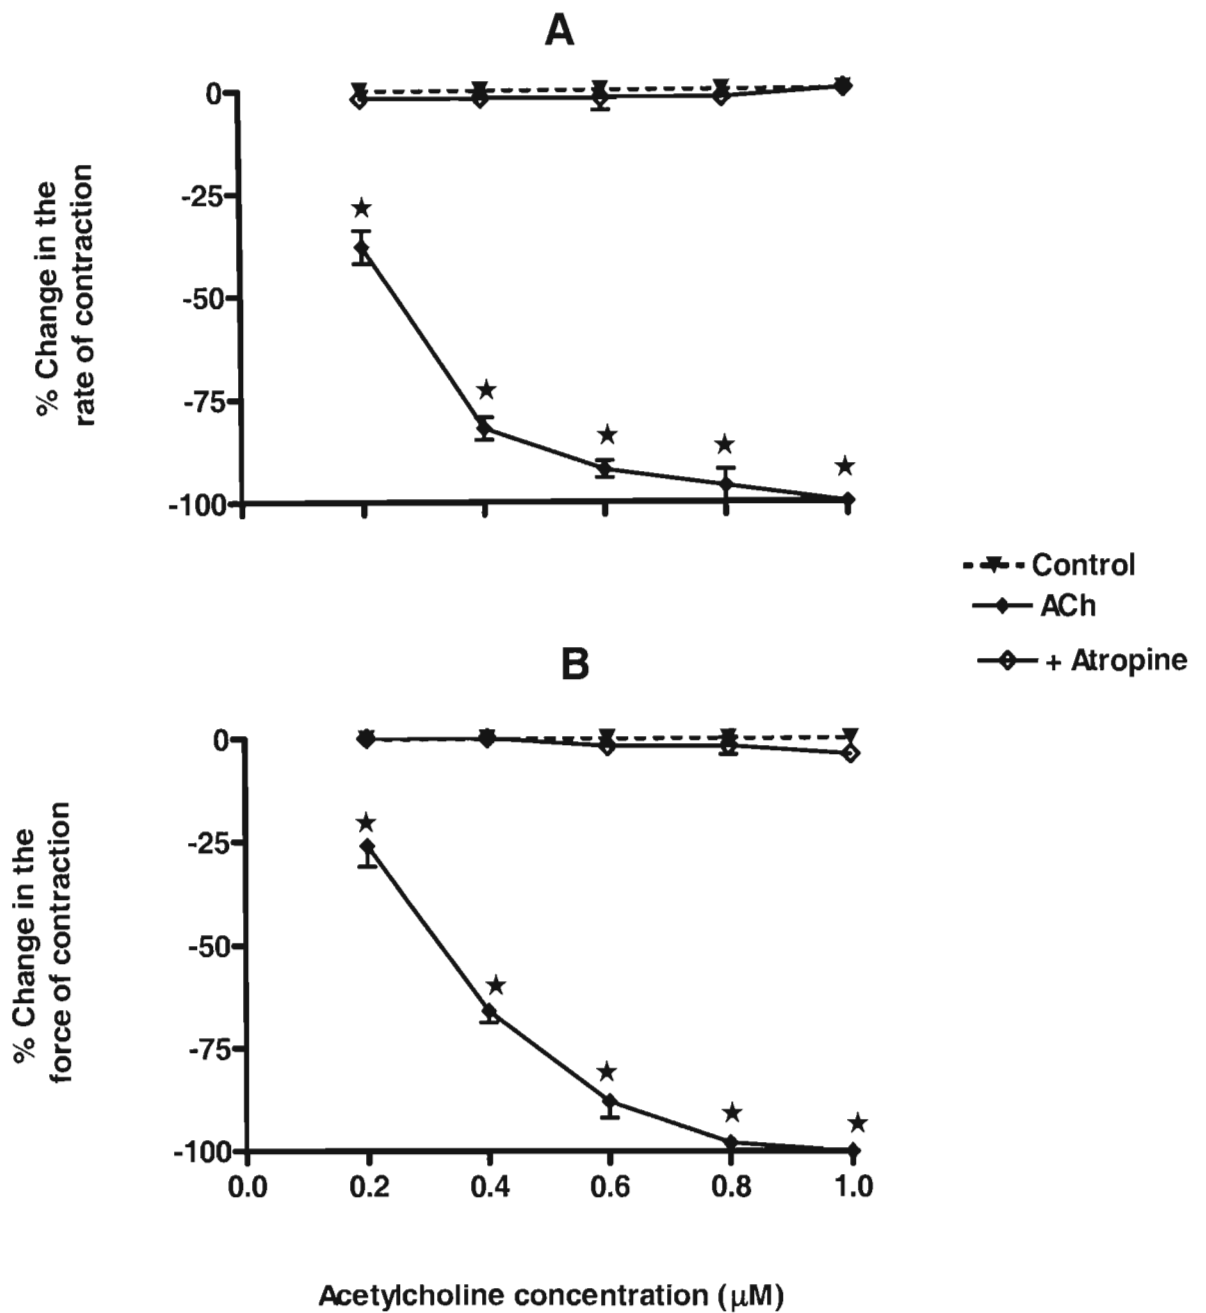 A
0
-25
-50
-75
-100
% Change in the
rate of contraction
Control
ACh
+ Atropine
B
0
-25
-50
-75
-100
% Change in the
force of contraction
0.0 0.2 0.4 0.6 0.8 1.0
Acetylcholine concentration (μM)